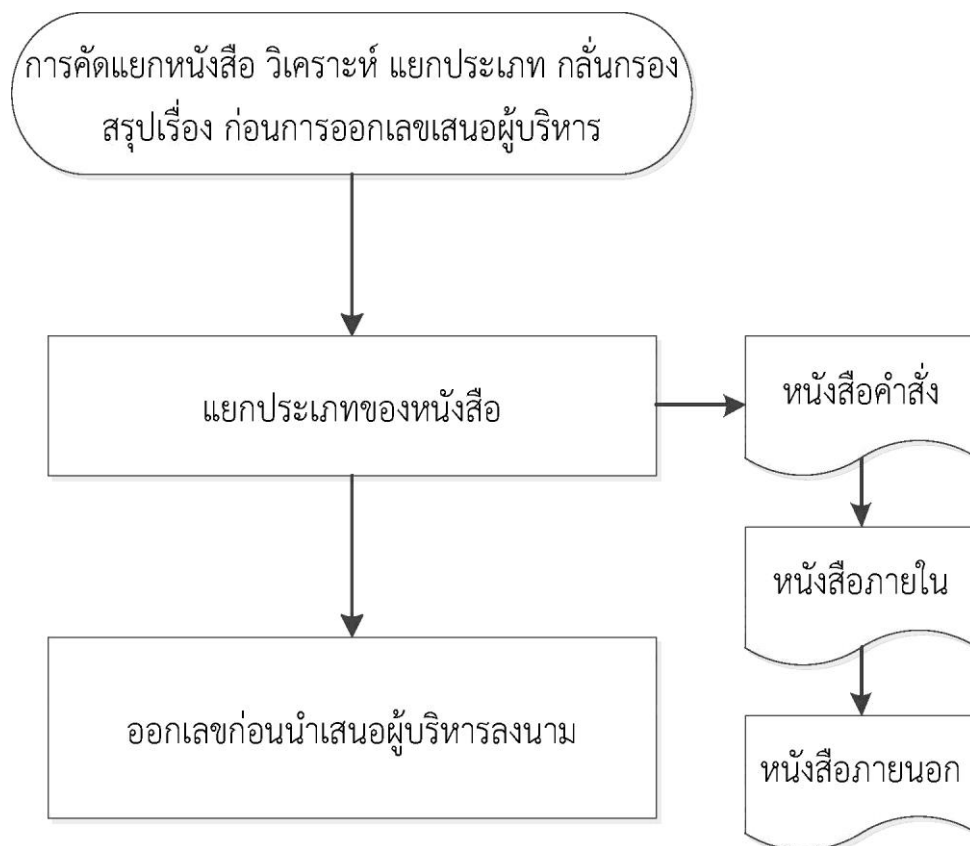 การคัดแยกหนังสือ วิเคราะห์ แยกประเภท กลั่นกรอง
สรุปเรื่อง ก่อนการออกเลขเสนอผู้บริหาร
แยกประเภทของหนังสือ
หนังสือคำสั่ง
หนังสือภายใน
ออกเลขก่อนนำเสนอผู้บริหารลงนาม
หนังสือภายนอก